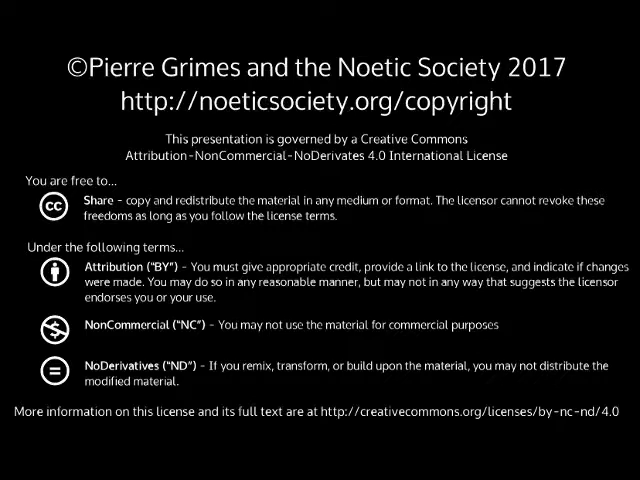 ©Pierre Grimes and the Noetic Society 2017
http://noeticsociety.org/copyright
This presentation is governed by a Creative Commons
Attribution-NonCommercial-NoDerivates 4.0 International License
You are free to...
cc
Share - copy and redistribute the material in any medium or format. The licensor cannot revoke these
freedoms as long as you follow the license terms.
Under the following terms...
Attribution ("BY") - You must give appropriate credit, provide a link to the license, and indicate if changes
were made. You may do so in any reasonable manner, but may not in any way that suggests the licensor
endorses you or your use.
NonCommercial ("NC") - You may not use the material for commercial purposes
NoDerivatives ("ND") - If you remix, transform, or build upon the material, you may not distribute the
modified material.
More information on this license and its full text are at http://creativecommons.org/licenses/by-nc-nd/4.0